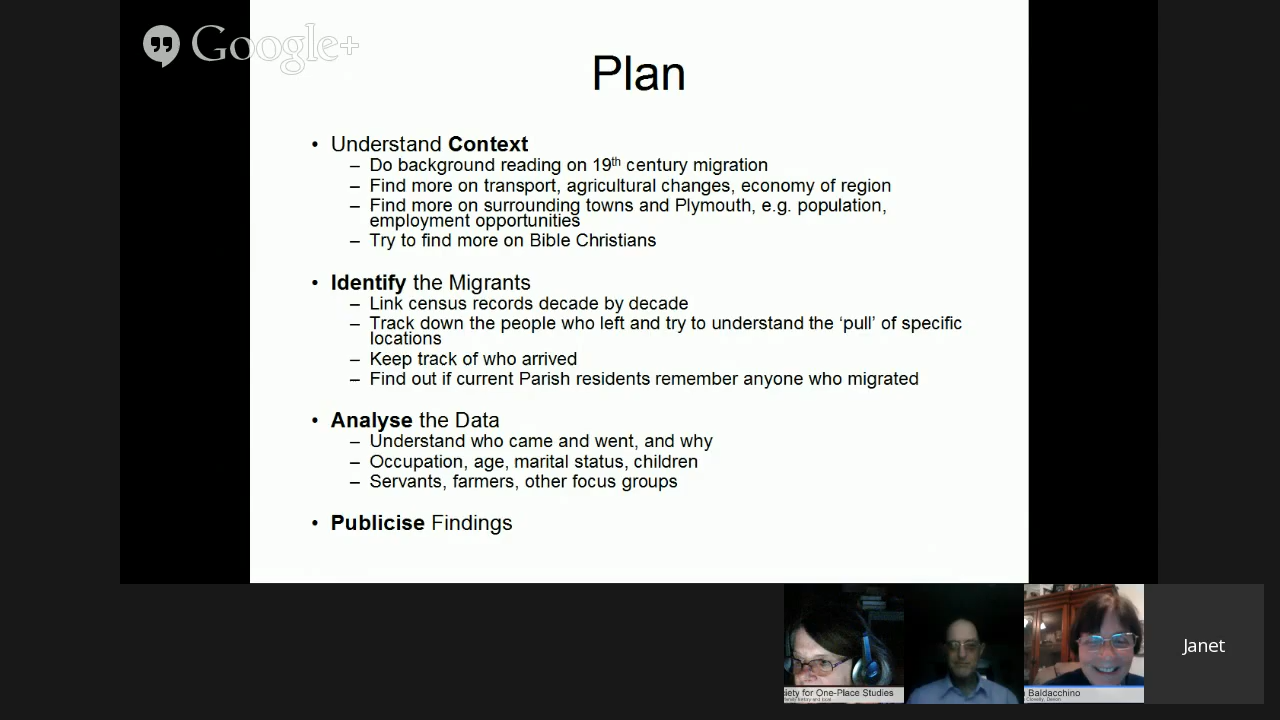 Google+
Plan
• Understand Context
– Do background reading on 19th century migration
– Find more on transport, agricultural changes, economy of region
– Find more on surrounding towns and Plymouth, e.g. population,
employment opportunities
– Try to find more on Bible Christians
• Identify the Migrants
– Link census records decade by decade
– Track down the people who left and try to understand the ‘pull’ of specific
locations
– Keep track of who arrived
– Find out if current Parish residents remember anyone who migrated
• Analyse the Data
– Understand who came and went, and why
– Occupation, age, marital status, children
– Servants, farmers, other focus groups
• Publicise Findings
for One-Place Studies
Baldacchino
Janet